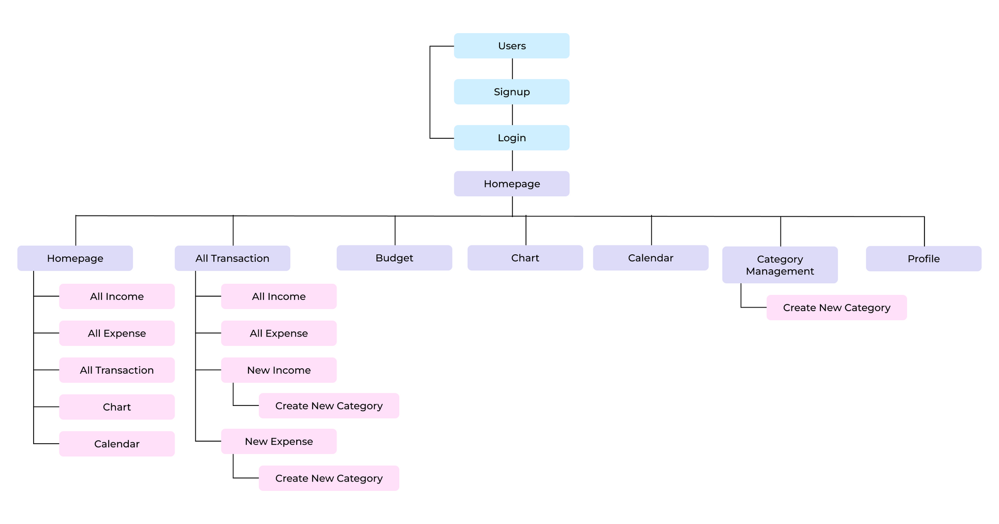 Users
Signup
Login
Homepage
Homepage
All Transaction
Budget
Chart
Calendar
Category
Management
Profile
All Income
All Expense
All Transaction
Chart
Calendar
All Income
All Expense
New Income
Create New Category
New Expense
Create New Category
Create New Category